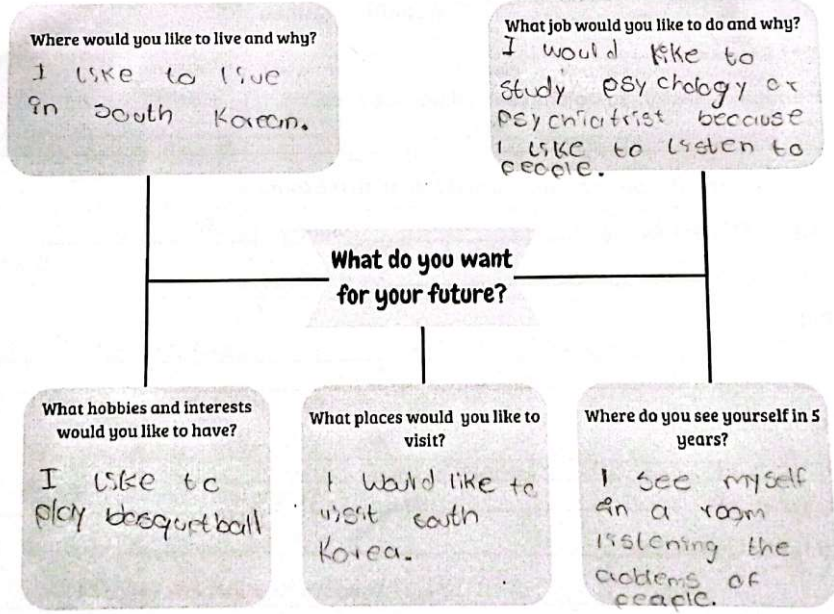 Where would you like to live and why?
I like to live
in south Korean.
What job would you like to do and why?
I would like to
study psychology or
psychiatrist because
I like to listen to
people.
What do you want
for your future?
What hobbies and interests
would you like to have?
I like to
play basquetball
What places would you like to
visit?
I would like to
visit south
Korea.
Where do you see yourself in 5
years?
I see myself
in a room
listening the
problems of
people.